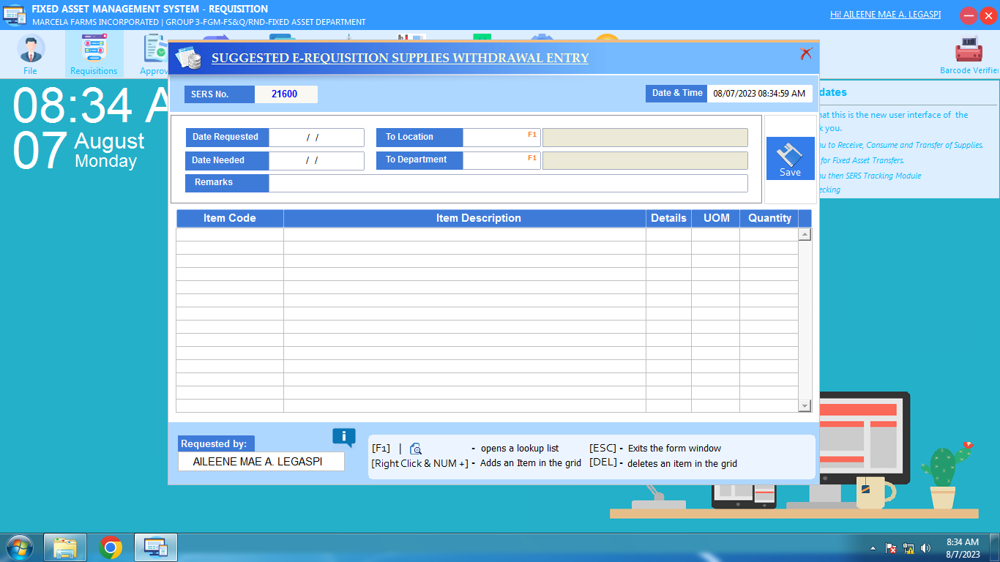 FIXED ASSET MANAGEMENT SYSTEM - REQUISITION
MARCELA FARMS INCORPORATED | GROUP 3-FGM-FS&Q/RND-FIXED ASSET DEPARTMENT
Hi! AILEENE MAE A. LEGASPI
File
Requisitions
Approv
Barcode Verifier
08:34 A
07 August
Monday
SUGGESTED E-REQUISITION SUPPLIES WITHDRAWAL ENTRY
SERS No. 21600
Date & Time 08/07/2023 08:34:59 AM
Date Requested / / To Location F1
Date Needed / / To Department F1
Remarks
Save
Item Code Item Description Details UOM Quantity
Requested by:
AILEENE MAE A. LEGASPI
[F1] | - opens a lookup list [ESC] - Exits the form window
[Right Click & NUM +] - Adds an Item in the grid [DEL] - deletes an item in the grid
dates
hat this is the new user interface of the
k you.
nu to Receive, Consume and Transfer of Supplies.
for Fixed Asset Transfers.
nu then SERS Tracking Module
ecking
8:34 AM
8/7/2023